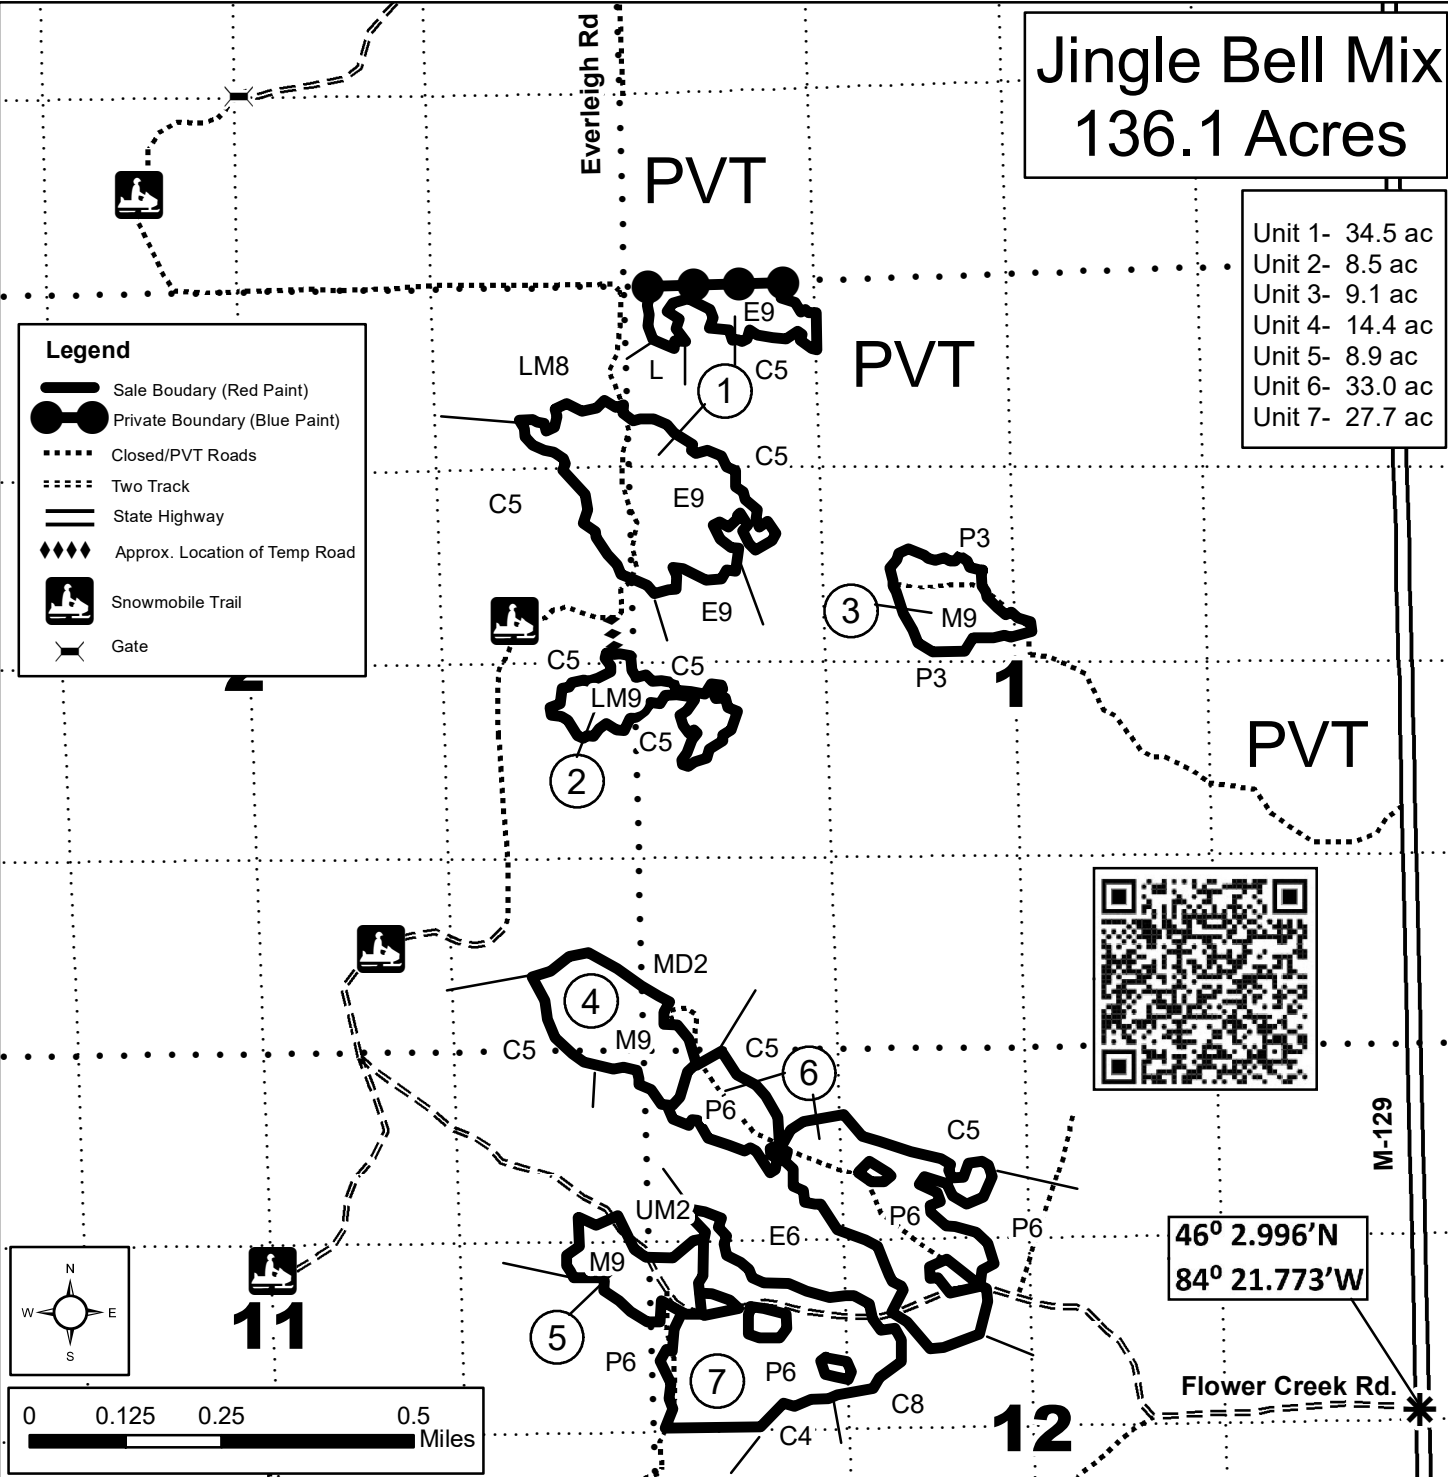 Everleigh Rd
Jingle Bell Mix
136.1 Acres
PVT
Unit 1- 34.5 ac
Unit 2- 8.5 ac
Unit 3- 9.1 ac
Unit 4- 14.4 ac
Unit 5- 8.9 ac
Unit 6- 33.0 ac
Unit 7- 27.7 ac
E9
Legend
Sale Boudary (Red Paint)
Private Boundary (Blue Paint)
Closed/PVT Roads
Two Track
State Highway
Approx. Location of Temp Road
Snowmobile Trail
Gate
PVT
LM8
L
C5
1
C5
C5
E9
P3
3
M9
E9
C5
C5
P3
1
2
LM9
C5
PVT
2
MD2
4
M9
C5
C5
6
P6
C5
M-129
UM2
P6
P6
E6
M9
46⁰ 2.996’N
84⁰ 21.773’W
N
W
E
S
11
5
P6
7
P6
C8
Flower Creek Rd.
C4
12
0 0.125 0.25 0.5
Miles